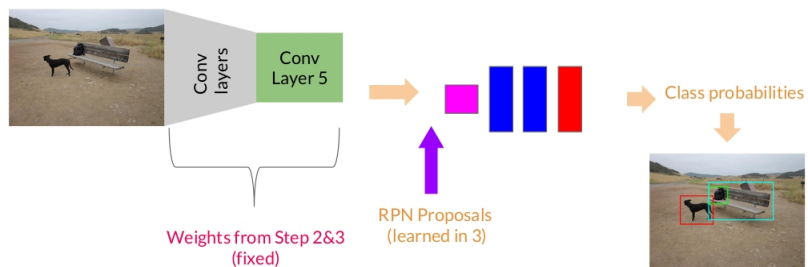 Conv
layers
Conv
Layer 5
Class probabilities
RPN Proposals
(learned in 3)
Weights from Step 2&3
(fixed)